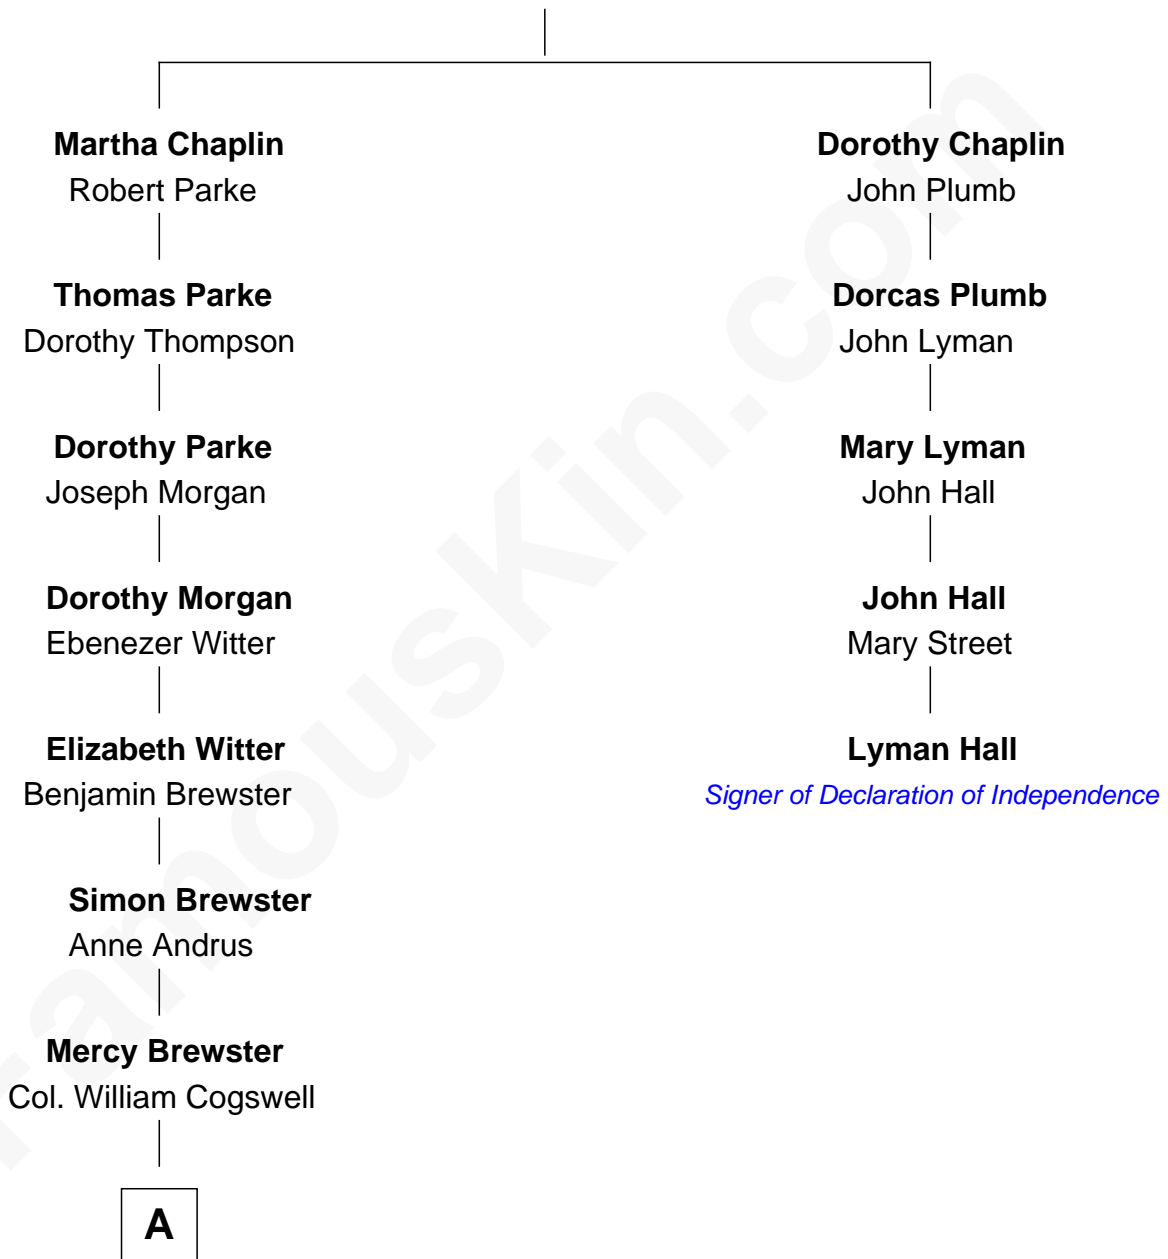 Martha Chaplin
Robert Parke
Dorothy Chaplin
John Plumb
Thomas Parke
Dorothy Thompson
Dorcas Plumb
John Lyman
Dorothy Parke
Joseph Morgan
Mary Lyman
John Hall
Dorothy Morgan
Ebenezer Witter
John Hall
Mary Street
Elizabeth Witter
Benjamin Brewster
Lyman Hall
Signer of Declaration of Independence
Simon Brewster
Anne Andrus
Mercy Brewster
Col. William Cogswell
A
famouskin.com